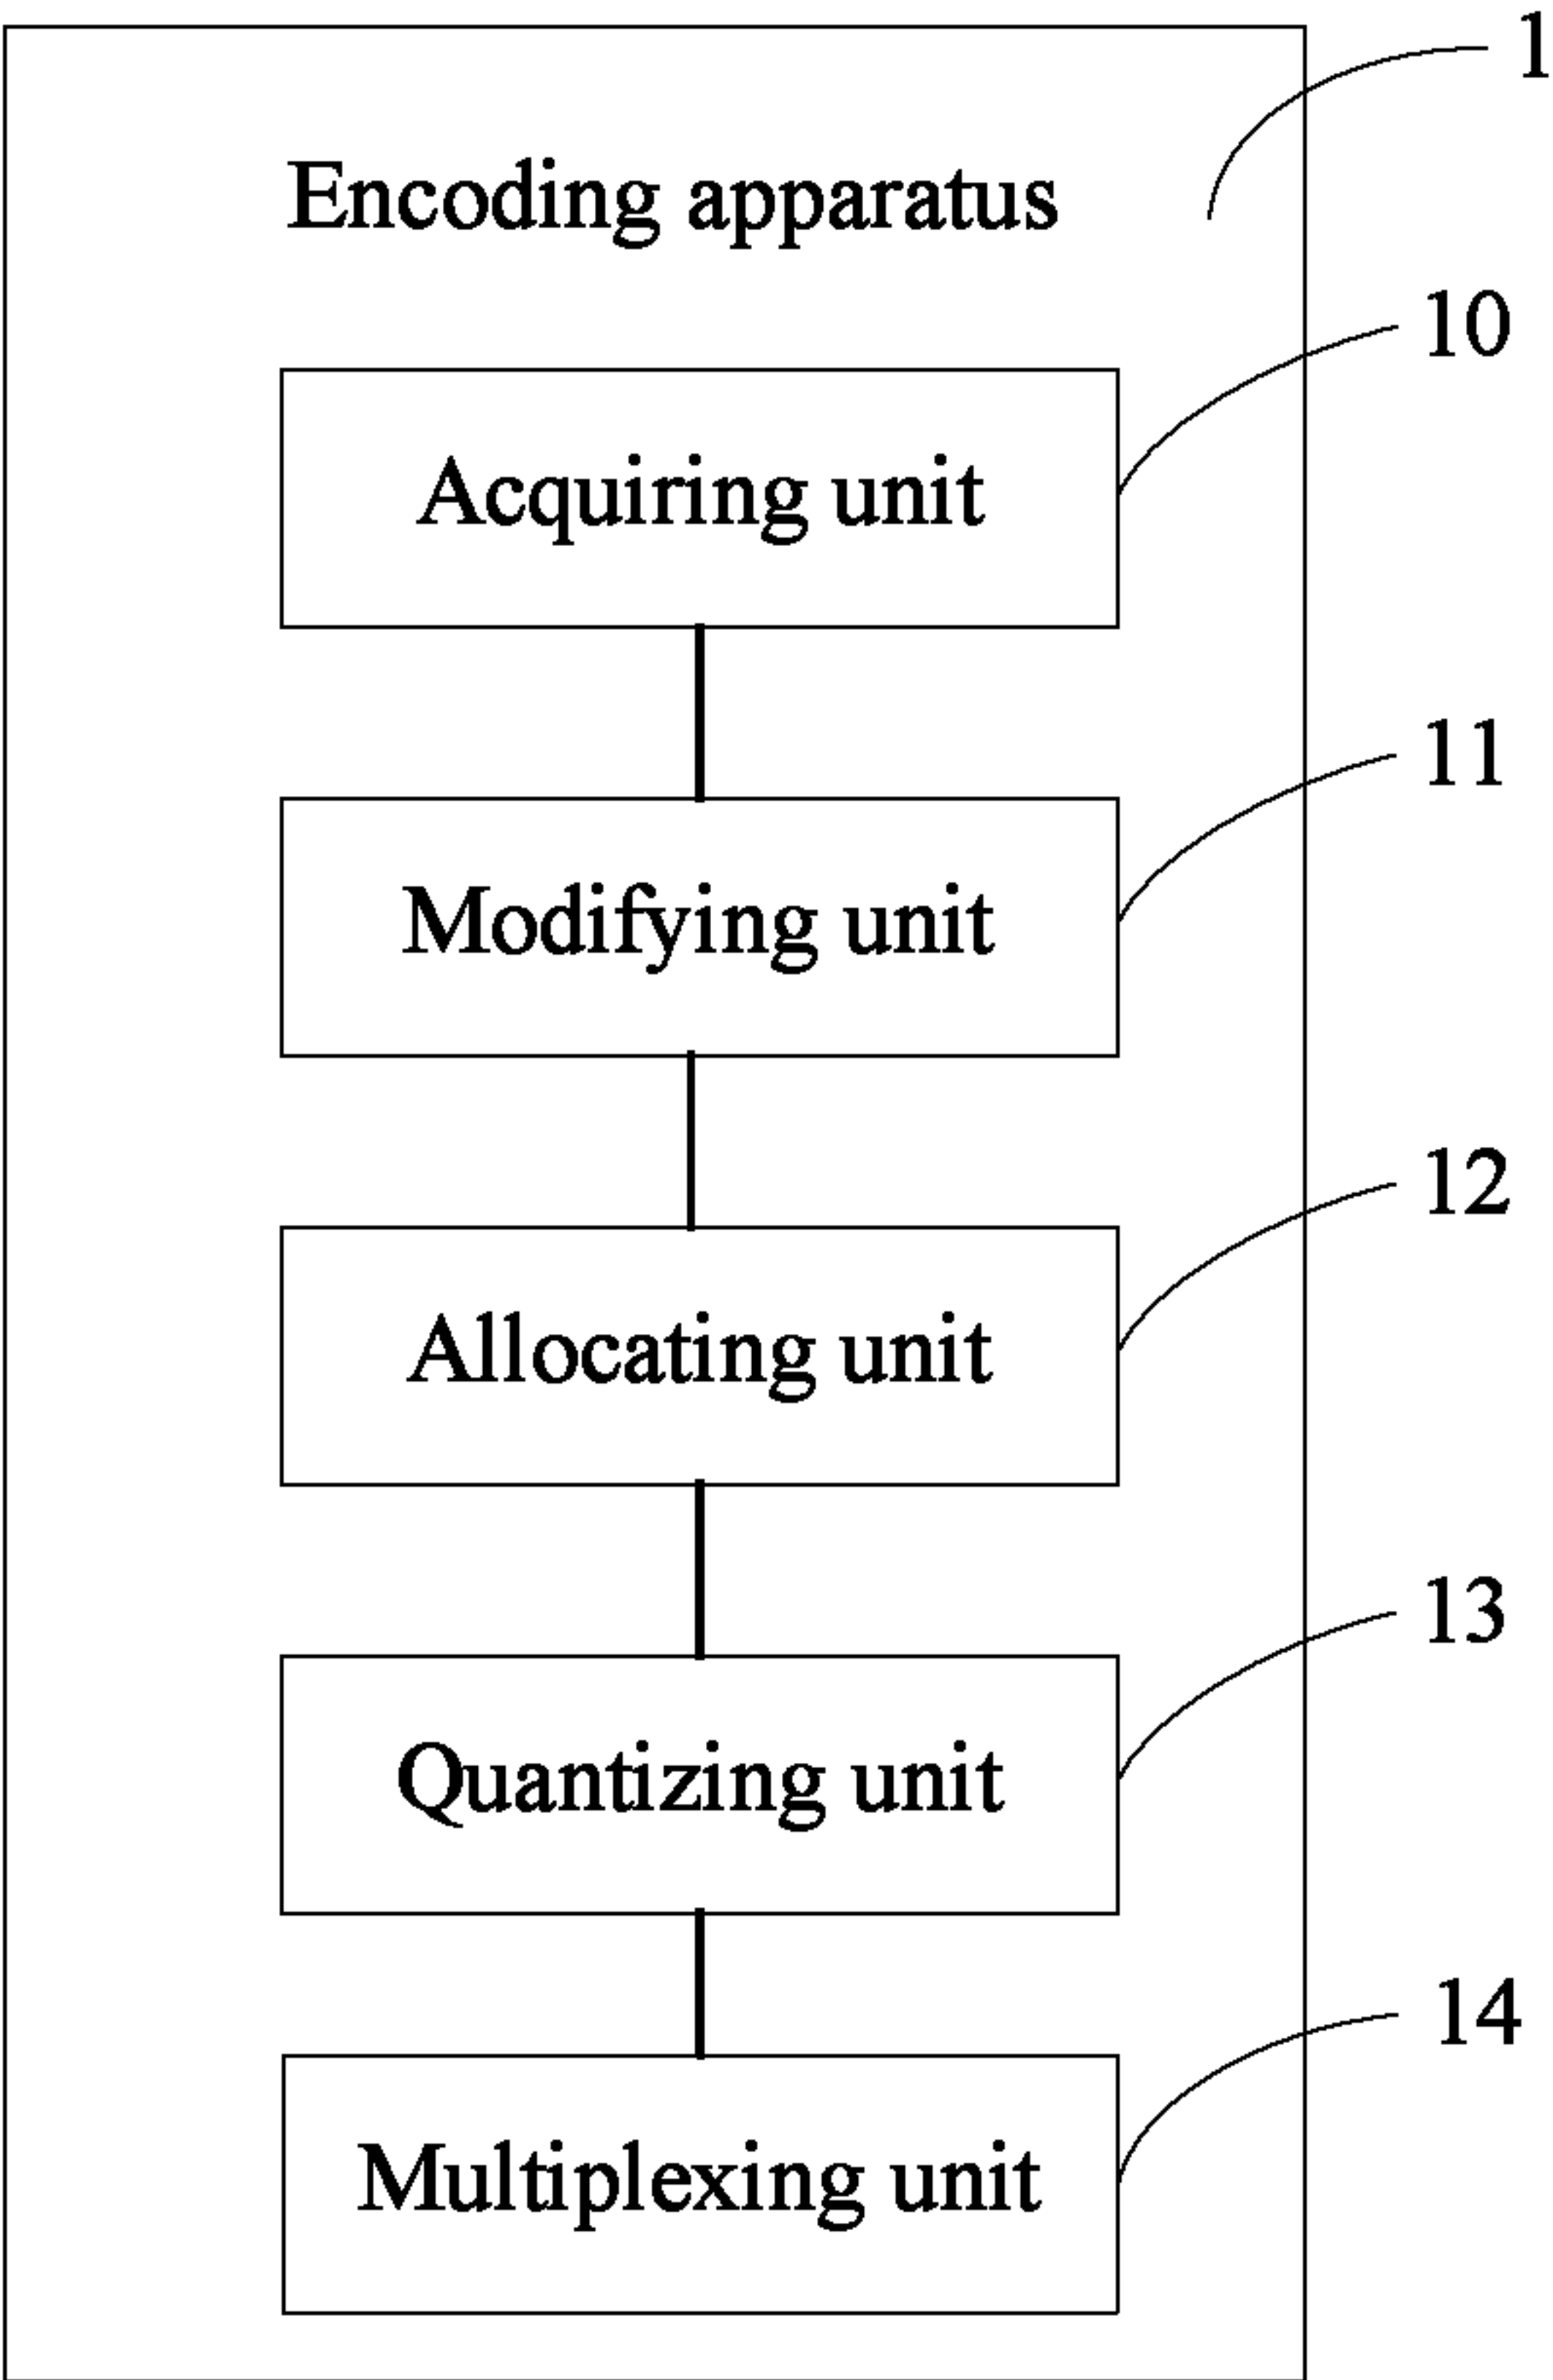 1
Encoding apparatus
10
Acquiring unit
11
Modifying unit
12
Allocating unit
13
Quantizing unit
14
Multiplexing unit